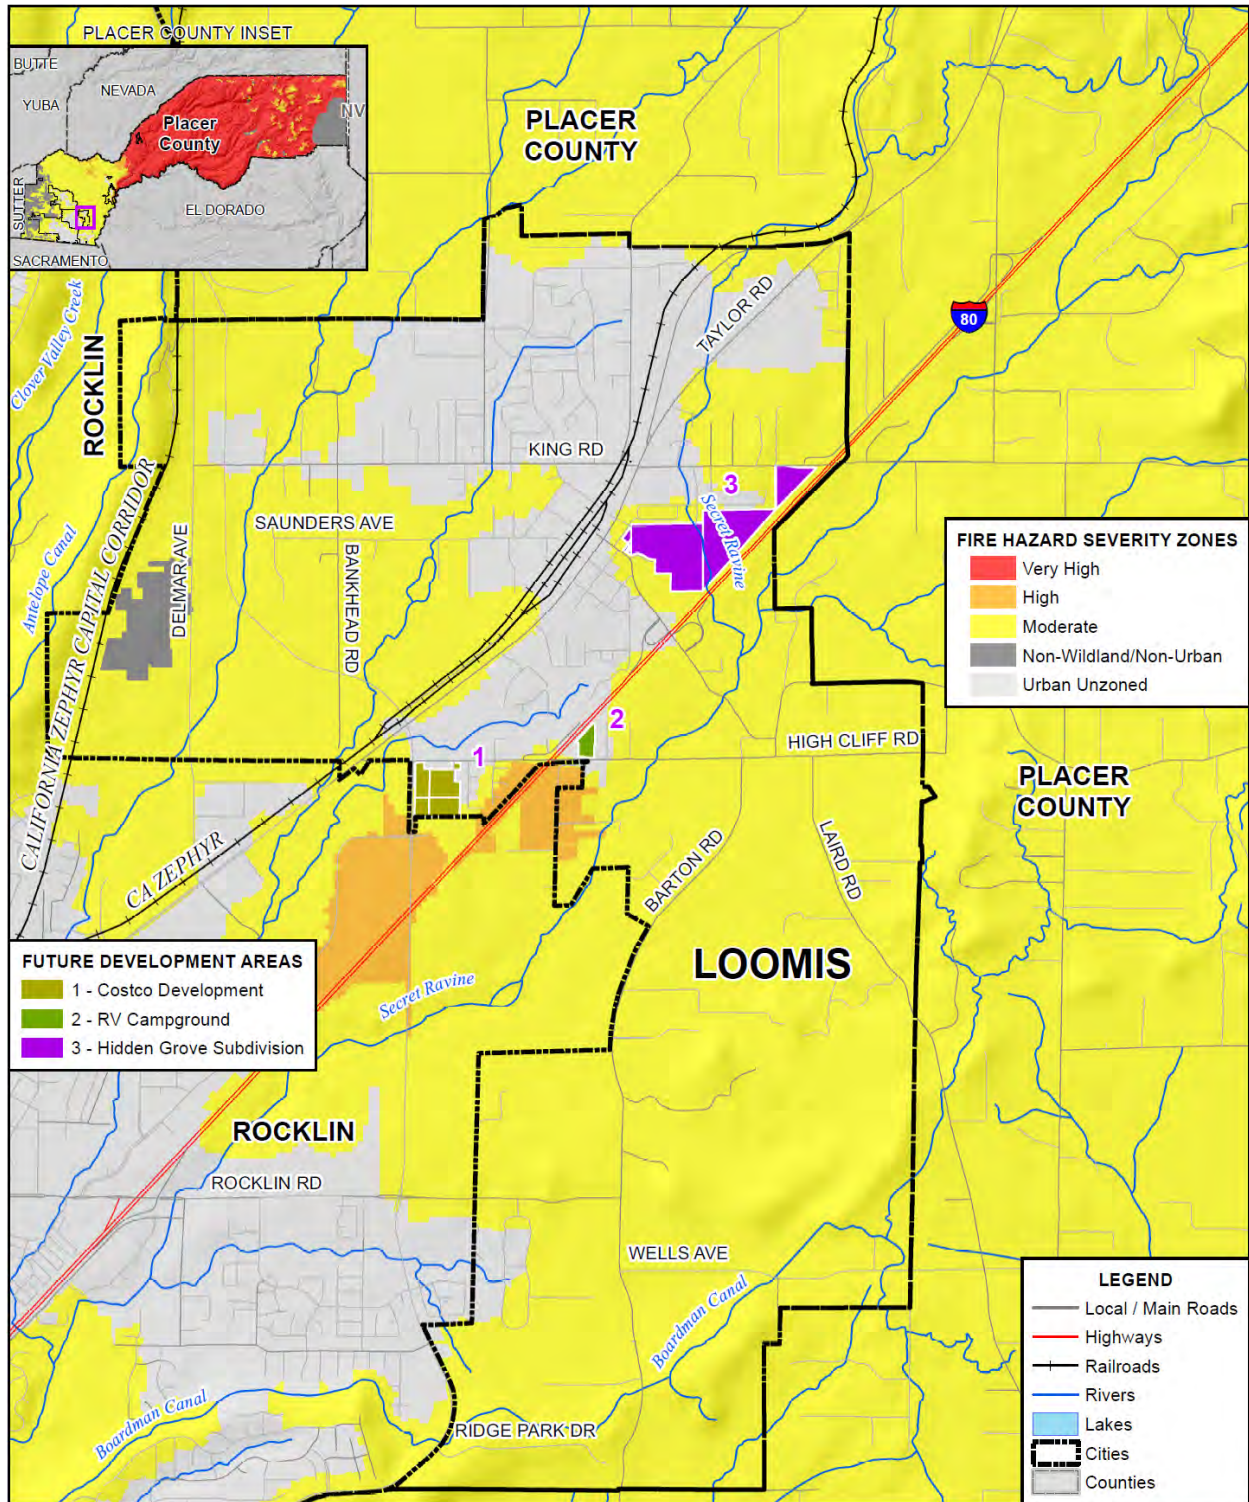 PLACER COUNTY INSET
BUTTE
NEVADA
YUBA
NV
Placer
County
SUTTER
EL DORADO
SACRAMENTO
PLACER
COUNTY
Clover Valley Creek
ROCKLIN
TAYLOR RD
80
KING RD
3
Secret Ravine
SAUNDERS AVE
Antelope Canal
DELMAR AVE
BANKHEAD RD
CALIFORNIA ZEPHYR CAPITAL CORRIDOR
FIRE HAZARD SEVERITY ZONES
Very High
High
Moderate
Non-Wildland/Non-Urban
Urban Unzoned
2
1
HIGH CLIFF RD
PLACER
COUNTY
CA ZEPHYR
BARTON RD
LAIRD RD
LOOMIS
FUTURE DEVELOPMENT AREAS
1 - Costco Development
2 - RV Campground
3 - Hidden Grove Subdivision
Secret Ravine
ROCKLIN
ROCKLIN RD
WELLS AVE
Boardman Canal
Boardman Canal
RIDGE PARK DR
LEGEND
Local / Main Roads
Highways
Railroads
Rivers
Lakes
Cities
Counties